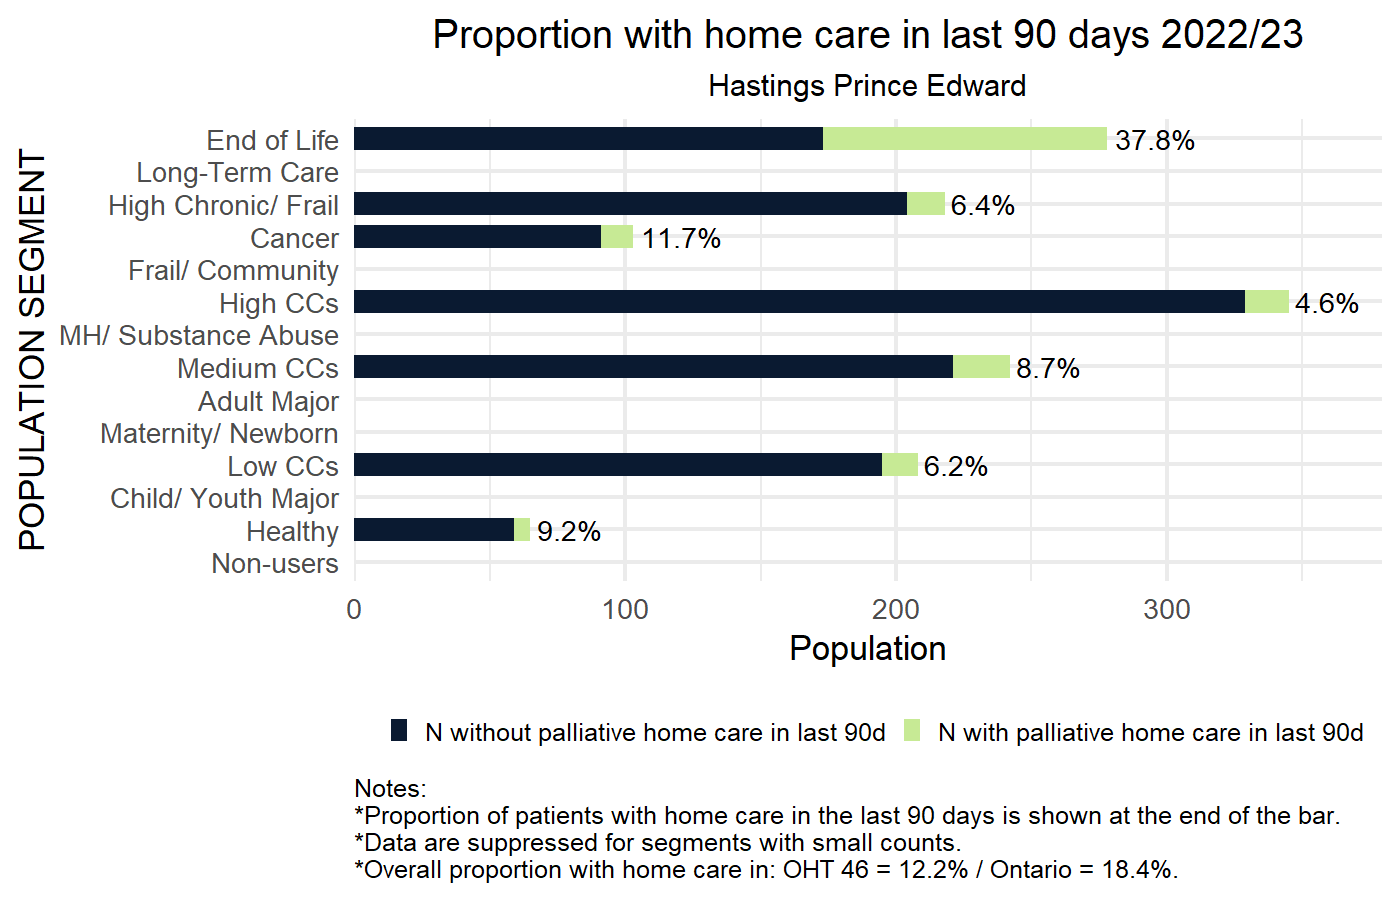 Proportion with home care in last 90 days 2022/23
Hastings Prince Edward
POPULATION SEGMENT
End of Life 37.8%
Long-Term Care
High Chronic/ Frail 6.4%
Cancer 11.7%
Frail/ Community
High CCs 4.6%
MH/ Substance Abuse
Medium CCs 8.7%
Adult Major
Maternity/ Newborn
Low CCs 6.2%
Child/ Youth Major
Healthy 9.2%
Non-users
0 100 200 300
Population
N without palliative home care in last 90d N with palliative home care in last 90d
Notes:
*Proportion of patients with home care in the last 90 days is shown at the end of the bar.
*Data are suppressed for segments with small counts.
*Overall proportion with home care in: OHT 46 = 12.2% / Ontario = 18.4%.